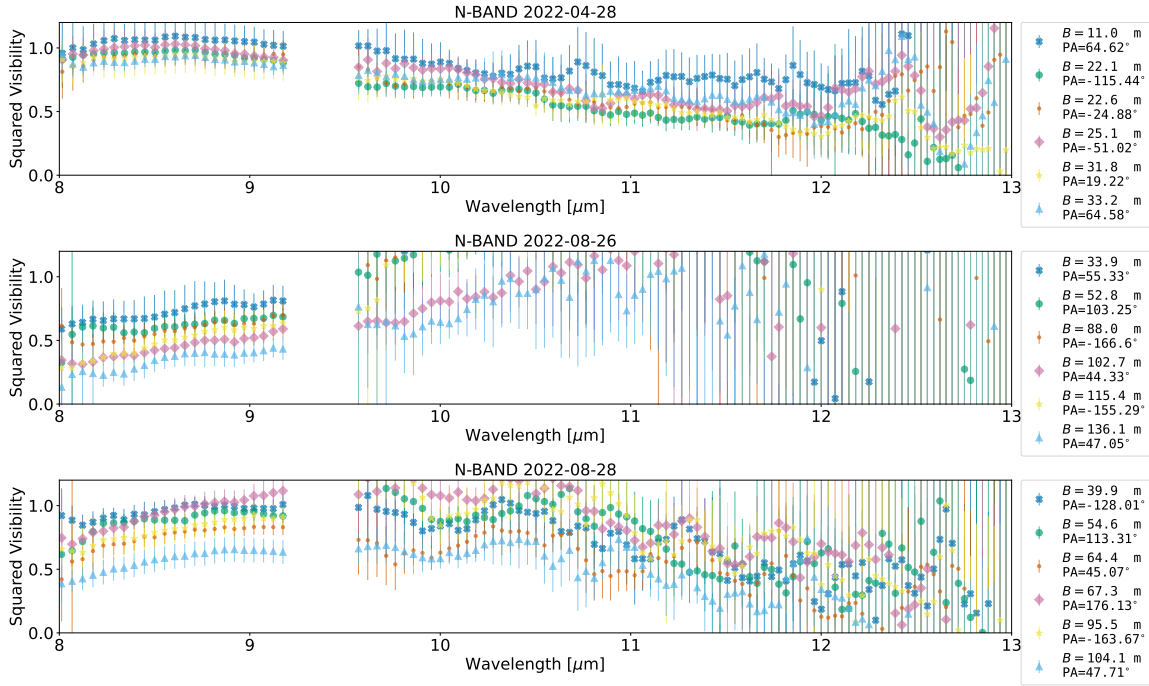 N-BAND 2022-04-28
Squared Visibility
1.0
0.5
0.0
8
9
10
11
12
13
Wavelength [μm]
B = 11.0 m
PA=64.62°
B = 22.1 m
PA=-115.44°
B = 22.6 m
PA=-24.88°
B = 25.1 m
PA=-51.02°
B = 31.8 m
PA=19.22°
B = 33.2 m
PA=64.58°
N-BAND 2022-08-26
Squared Visibility
1.0
0.5
0.0
8
9
10
11
12
13
Wavelength [μm]
B = 33.9 m
PA=55.33°
B = 52.8 m
PA=103.25°
B = 88.0 m
PA=-166.6°
B = 102.7 m
PA=44.33°
B = 115.4 m
PA=-155.29°
B = 136.1 m
PA=47.05°
N-BAND 2022-08-28
Squared Visibility
1.0
0.5
0.0
8
9
10
11
12
13
Wavelength [μm]
B = 39.9 m
PA=-128.01°
B = 54.6 m
PA=113.31°
B = 64.4 m
PA=45.07°
B = 67.3 m
PA=176.13°
B = 95.5 m
PA=-163.67°
B = 104.1 m
PA=47.71°